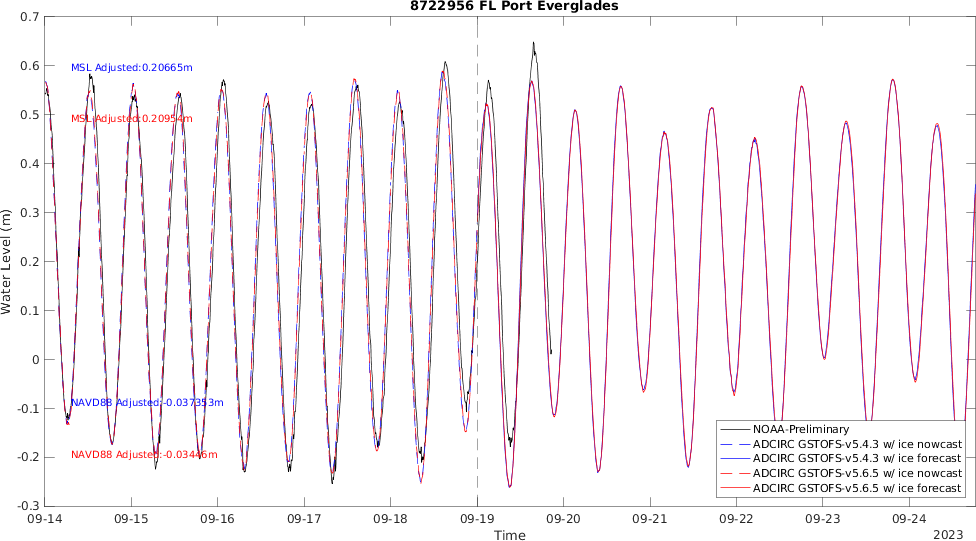 8722956 FL Port Everglades
0.7
0.6
0.5
0.4
0.3
0.2
0.1
0
-0.1
-0.2
-0.3
Water Level (m)
MSL Adjusted:0.20665m
MSL Adjusted:0.20954m
NAVD88 Adjusted:-0.037353m
NAVD88 Adjusted:-0.03446m
NOAA-Preliminary
ADCIRC GSTOFS-v5.4.3 w/ ice nowcast
ADCIRC GSTOFS-v5.4.3 w/ ice forecast
ADCIRC GSTOFS-v5.6.5 w/ ice nowcast
ADCIRC GSTOFS-v5.6.5 w/ ice forecast
09-14 09-15 09-16 09-17 09-18 09-19 09-20 09-21 09-22 09-23 09-24
Time
2023